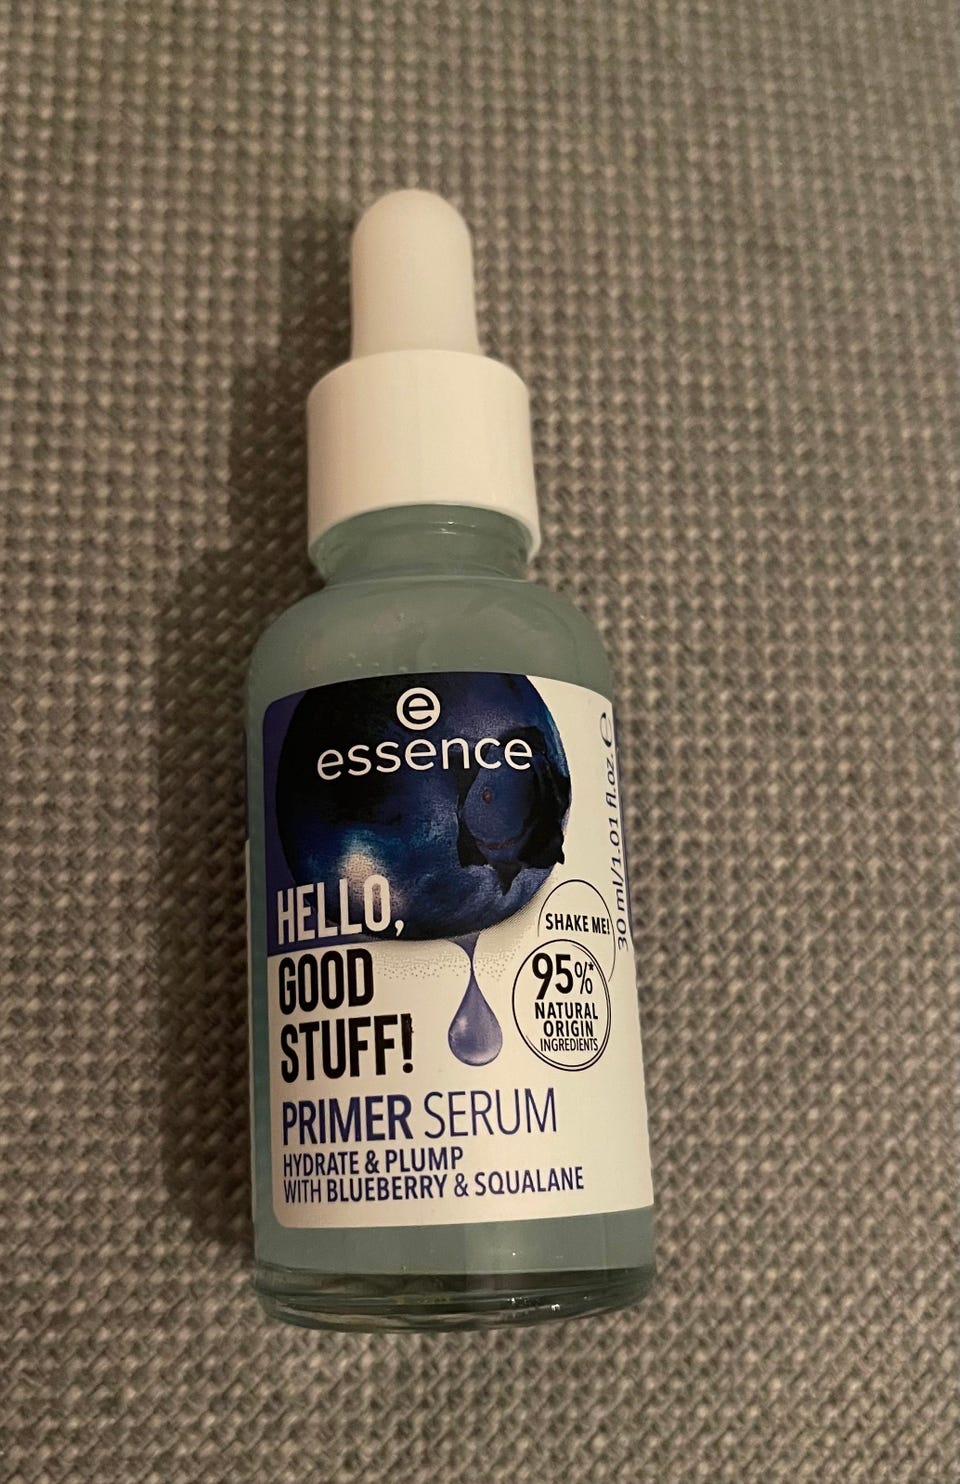 e
essence
HELLO,
GOOD
STUFF!
PRIMER SERUM
HYDRATE & PLUMP
WITH BLUEBERRY & SQUALANE
SHAKE ME!
95%*
NATURAL
ORIGIN
INGREDIENTS
30 ml/1.01 fl.oz. ℮